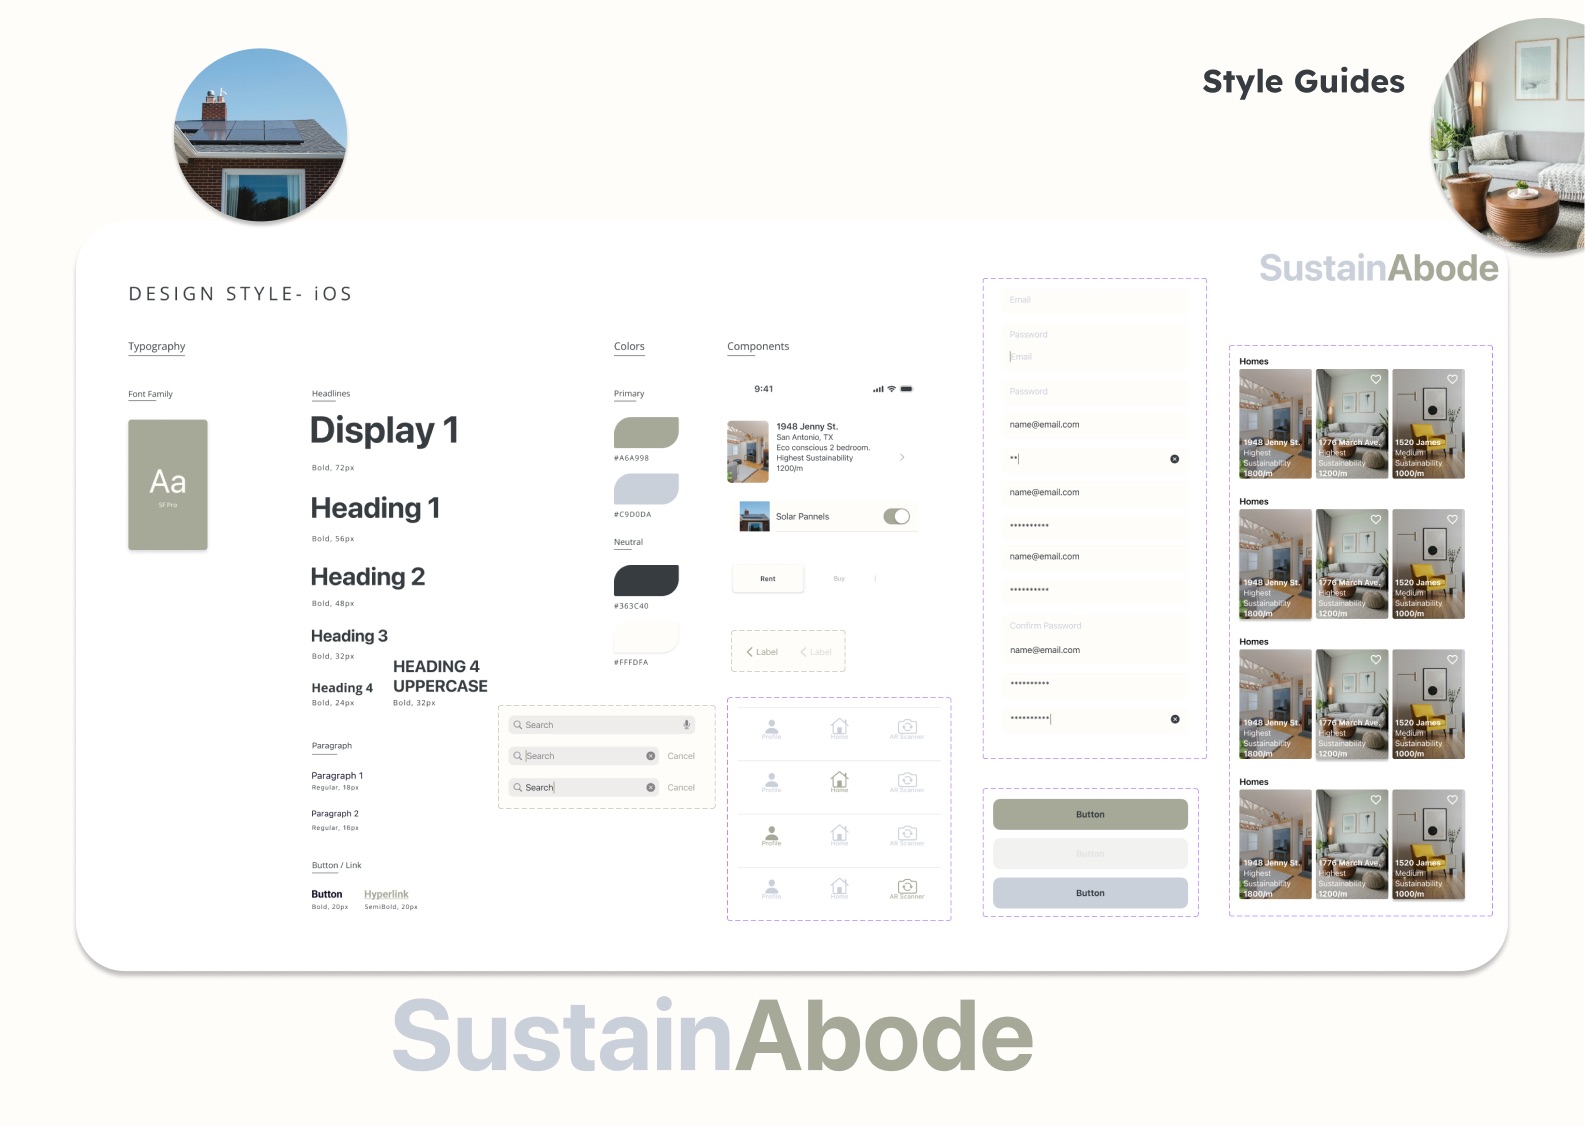 Style Guides
SustainAbode
DESIGN STYLE- iOS
Typography
Font Family
Aa
SF Pro
Headlines
Display 1
Bold, 72px
Heading 1
Bold, 56px
Heading 2
Bold, 48px
Heading 3
Bold, 32px
Heading 4
Bold, 24px
HEADING 4
UPPERCASE
Bold, 32px
Paragraph
Paragraph 1
Regular, 18px
Paragraph 2
Regular, 16px
Button / Link
Button
Bold, 20px
Hyperlink
SemiBold, 20px
Search
Search
Cancel
Search
Cancel
Colors
Primary
#A6A998
#C9D0DA
Neutral
#363C40
#FFFDFA
Components
9:41
1948 Jenny St.
San Antonio, TX
Eco conscious 2 bedroom.
Highest Sustainability
1200/m
Solar Pannels
Rent
Buy
Label
Label
Profile
Home
AR Scanner
Profile
Home
AR Scanner
Profile
Home
AR Scanner
Profile
Home
AR Scanner
Email
Password
Email
Password
name@email.com
••
name@email.com
••••••••••
name@email.com
••••••••••
Confirm Password
name@email.com
••••••••••
••••••••••
Button
Button
Button
Homes
1948 Jenny St.
Highest
Sustainability
1800/m
1776 March Ave.
Highest
Sustainability
1200/m
1520 James
Medium
Sustainability
1000/m
Homes
1948 Jenny St.
Highest
Sustainability
1800/m
1776 March Ave.
Highest
Sustainability
1200/m
1520 James
Medium
Sustainability
1000/m
Homes
1948 Jenny St.
Highest
Sustainability
1800/m
1776 March Ave.
Highest
Sustainability
1200/m
1520 James
Medium
Sustainability
1000/m
Homes
1948 Jenny St.
Highest
Sustainability
1800/m
1776 March Ave.
Highest
Sustainability
1200/m
1520 James
Medium
Sustainability
1000/m
SustainAbode